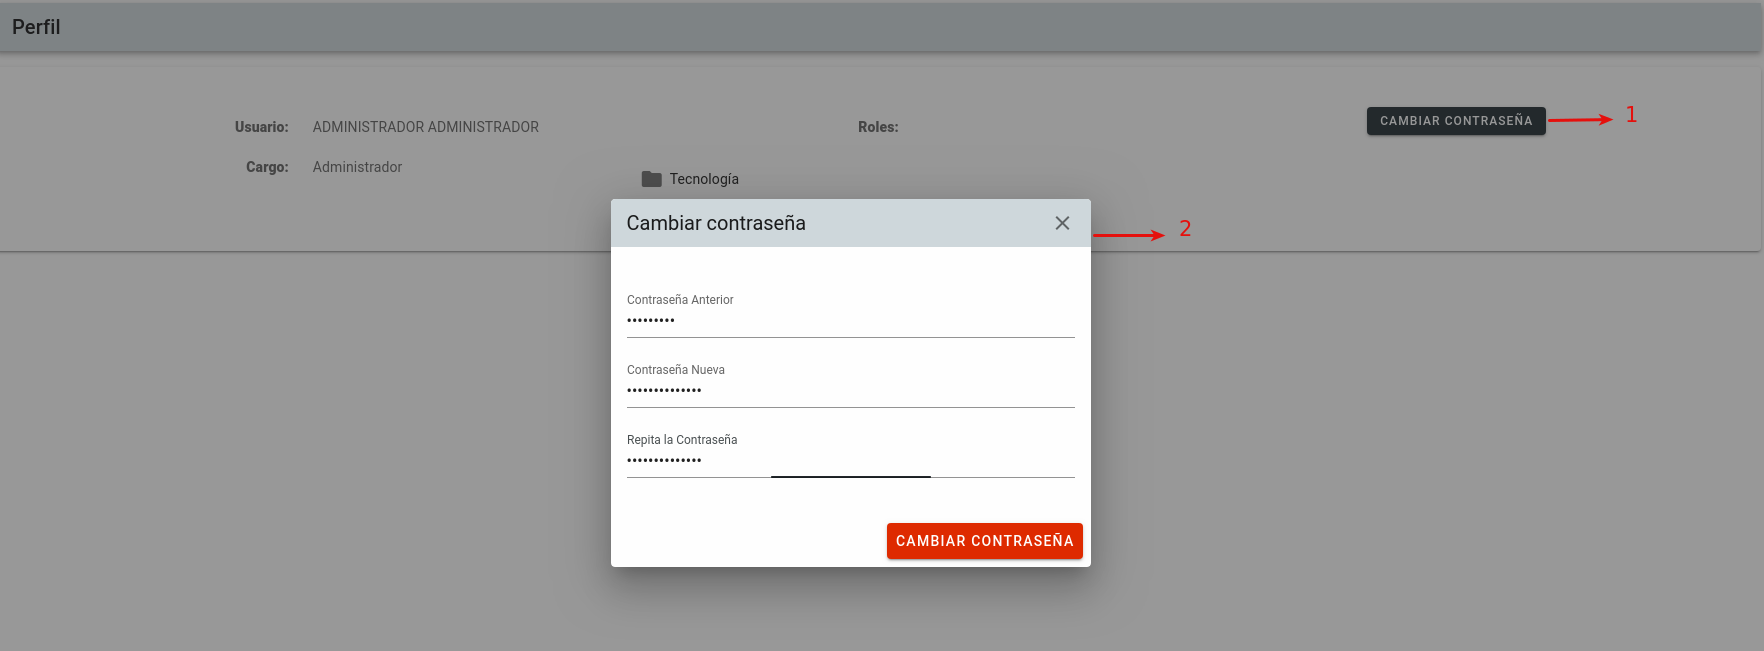 Perfil
Usuario: ADMINISTRADOR ADMINISTRADOR
Roles:
CAMBIAR CONTRASEÑA
1
Cargo: Administrador
Tecnología
Cambiar contraseña
2
Contraseña Anterior
•••••••••
Contraseña Nueva
••••••••••••••
Repita la Contraseña
••••••••••••••
CAMBIAR CONTRASEÑA